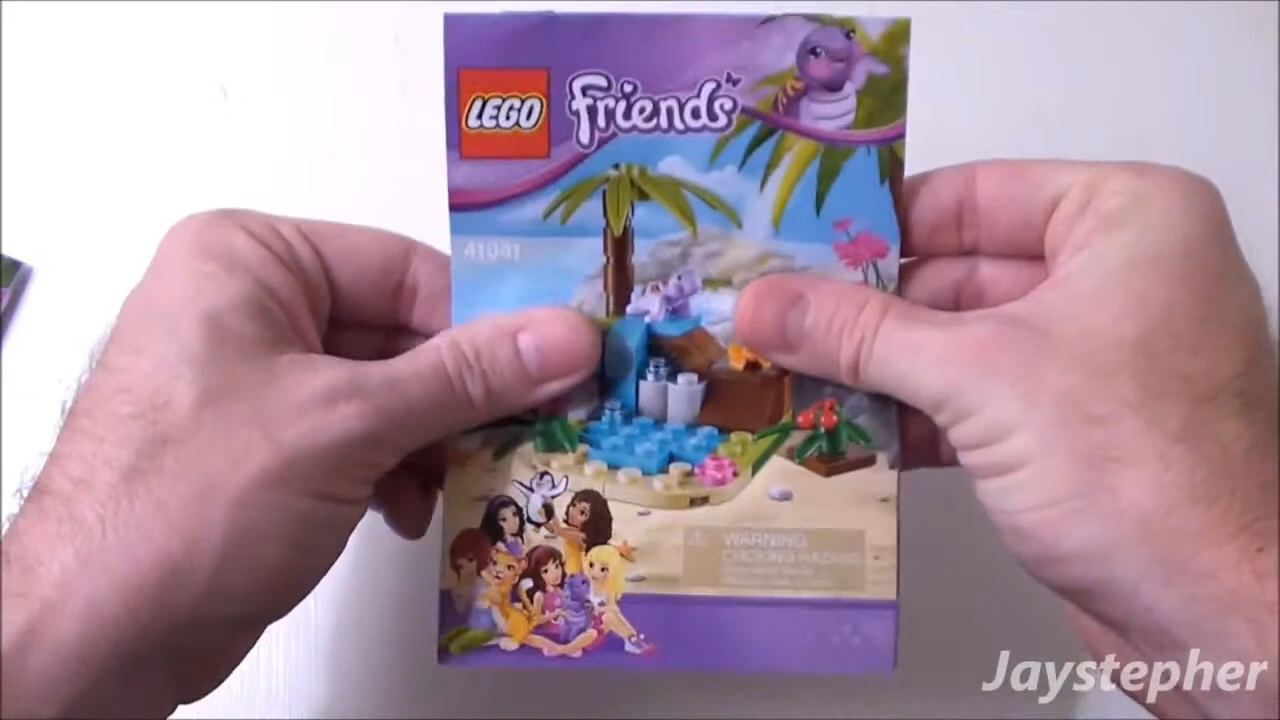 LEGO Friends
41041
WARNING:
CHOKING HAZARD
Jaystepher